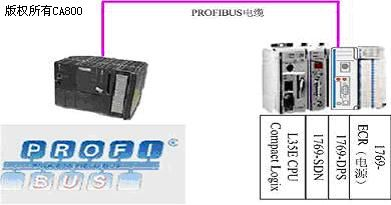 版权所有CA800
PROFIBUS电缆
PROFI
BUS
®
Compact Logix
L35E CPU
1769-SDN
1769-DPS
1769-
ECR（电源）